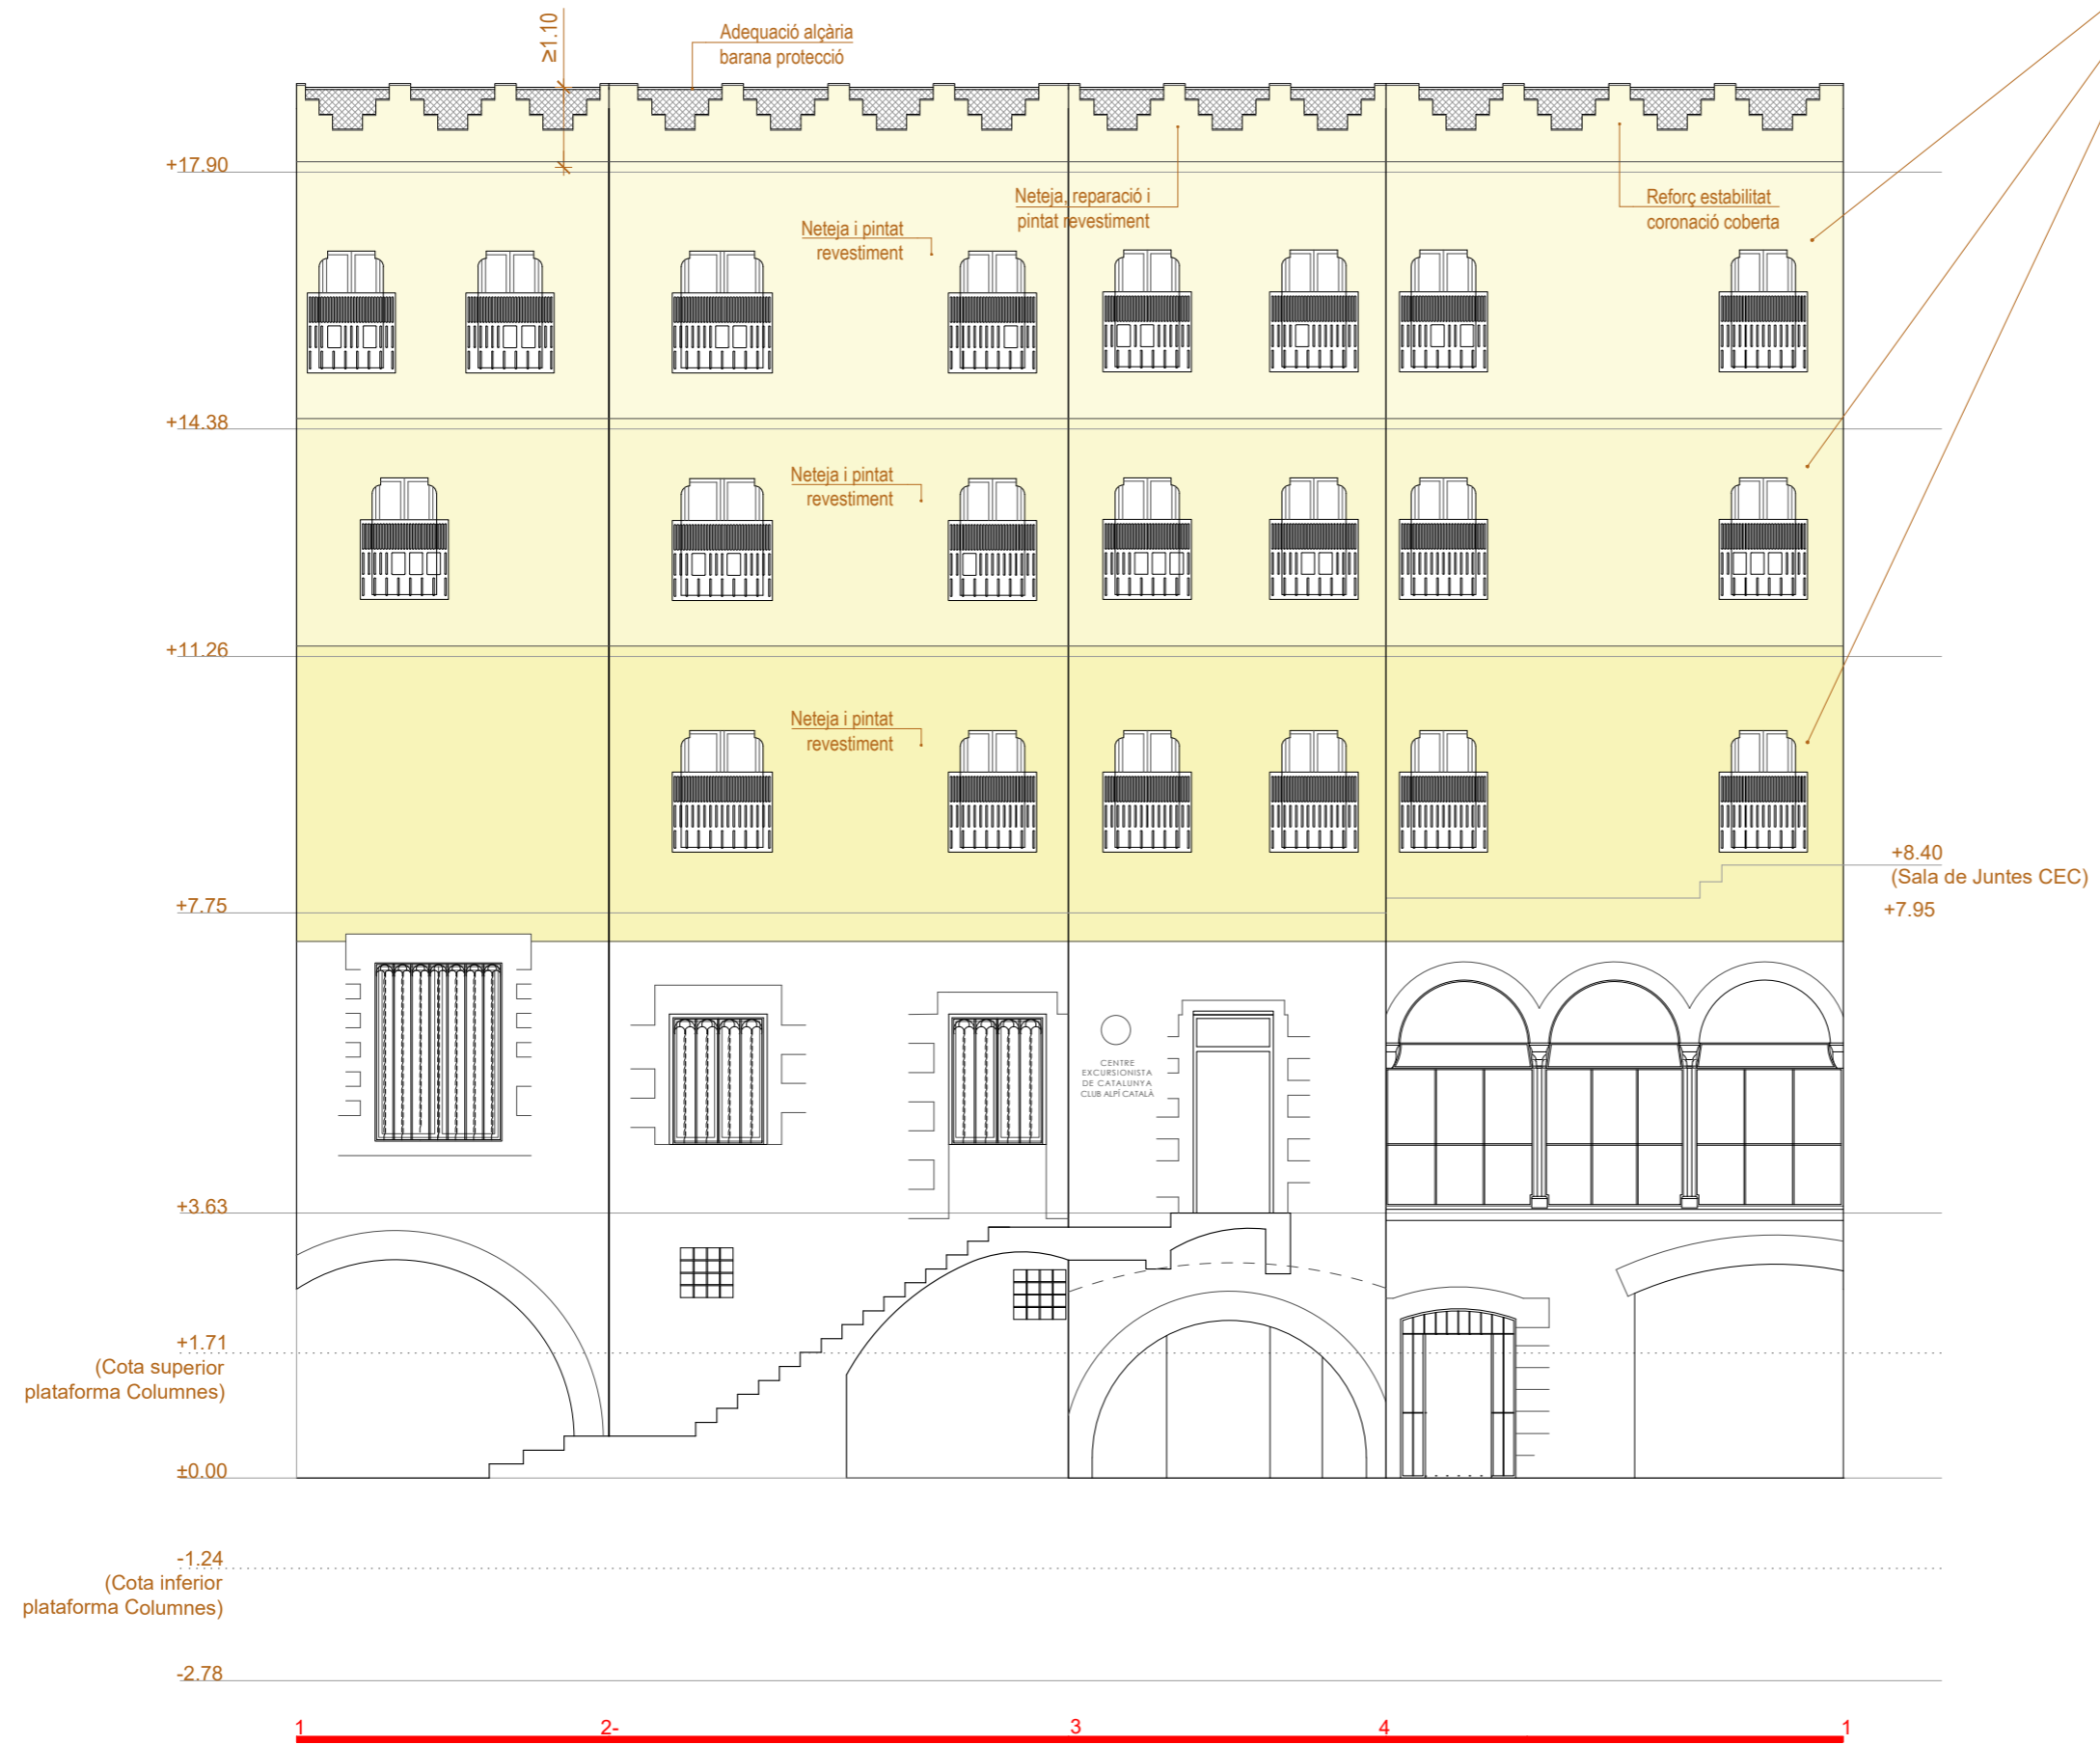 ≥1.10
Adequació alçària
barana protecció
+17.90
Neteja, reparació i
pintat revestiment
Reforç estabilitat
coronació coberta
Neteja i pintat
revestiment
+14.38
Neteja i pintat
revestiment
+11.26
Neteja i pintat
revestiment
+8.40
(Sala de Juntes CEC)
+7.75
+7.95
CENTRE
EXCURSIONISTA
DE CATALUNYA
CLUB ALPÍ CATALÀ
+3.63
+1.71
(Cota superior
plataforma Columnes)
±0.00
-1.24
(Cota inferior
plataforma Columnes)
-2.78
1 2- 3 4 1